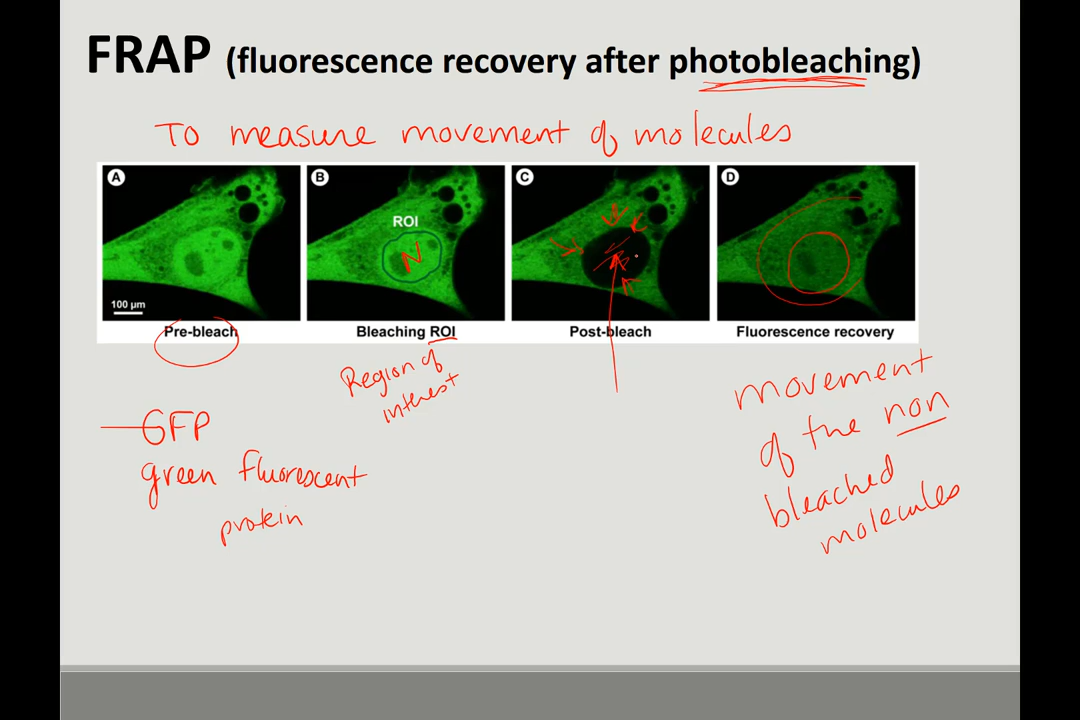 FRAP (fluorescence recovery after photobleaching)
To measure movement of molecules
A
B
C
D
ROI
N
100 μm
Pre-bleach
Bleaching ROI
Post-bleach
Fluorescence recovery
Region of
interest
GFP
green fluorescent
protein
movement
of the non
bleached
molecules